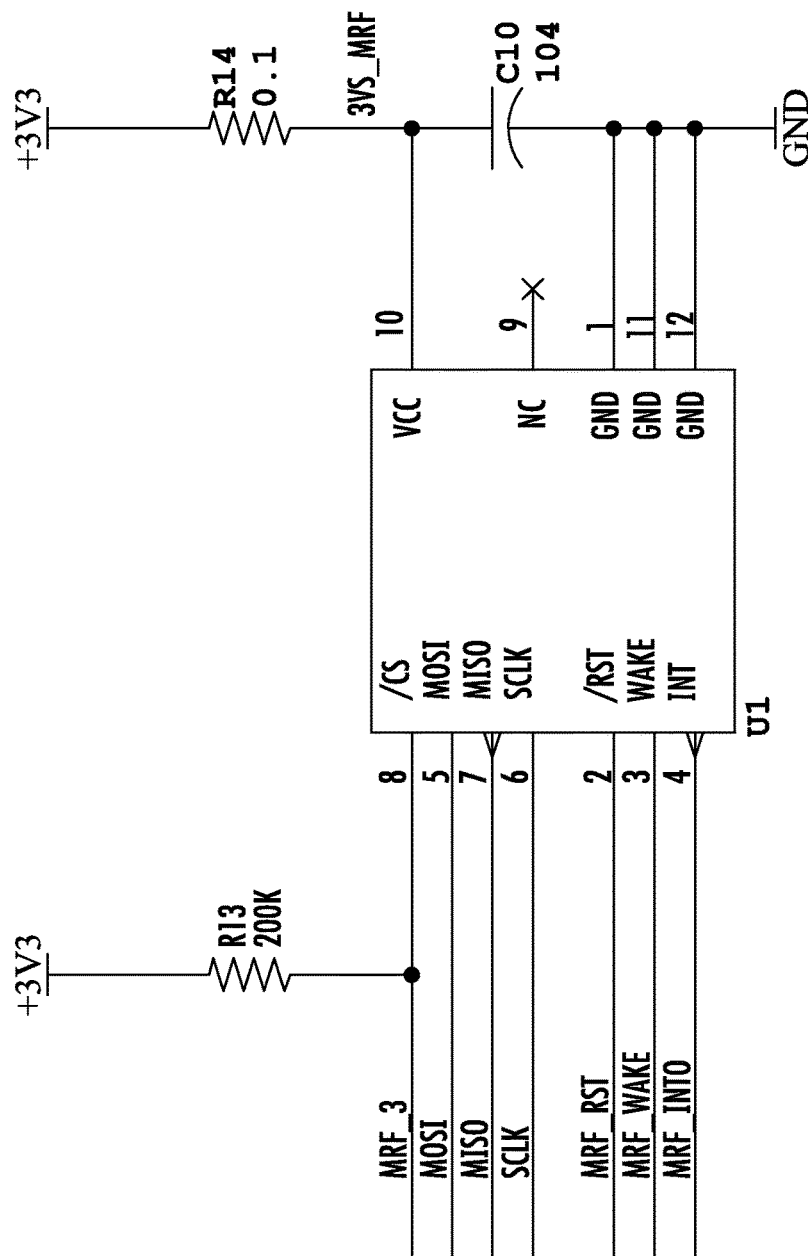 +3V3
R14
0.1
3VS_MRF
C10
104
GND
10
9
1
11
12
VCC
NC
GND
GND
GND
/CS
MOSI
MISO
SCLK
/RST
WAKE
INT
U1
8
5
7
6
2
3
4
+3V3
R13
200K
MRF_3
MOSI
MISO
SCLK
MRF_RST
MRF_WAKE
MRF_INTO